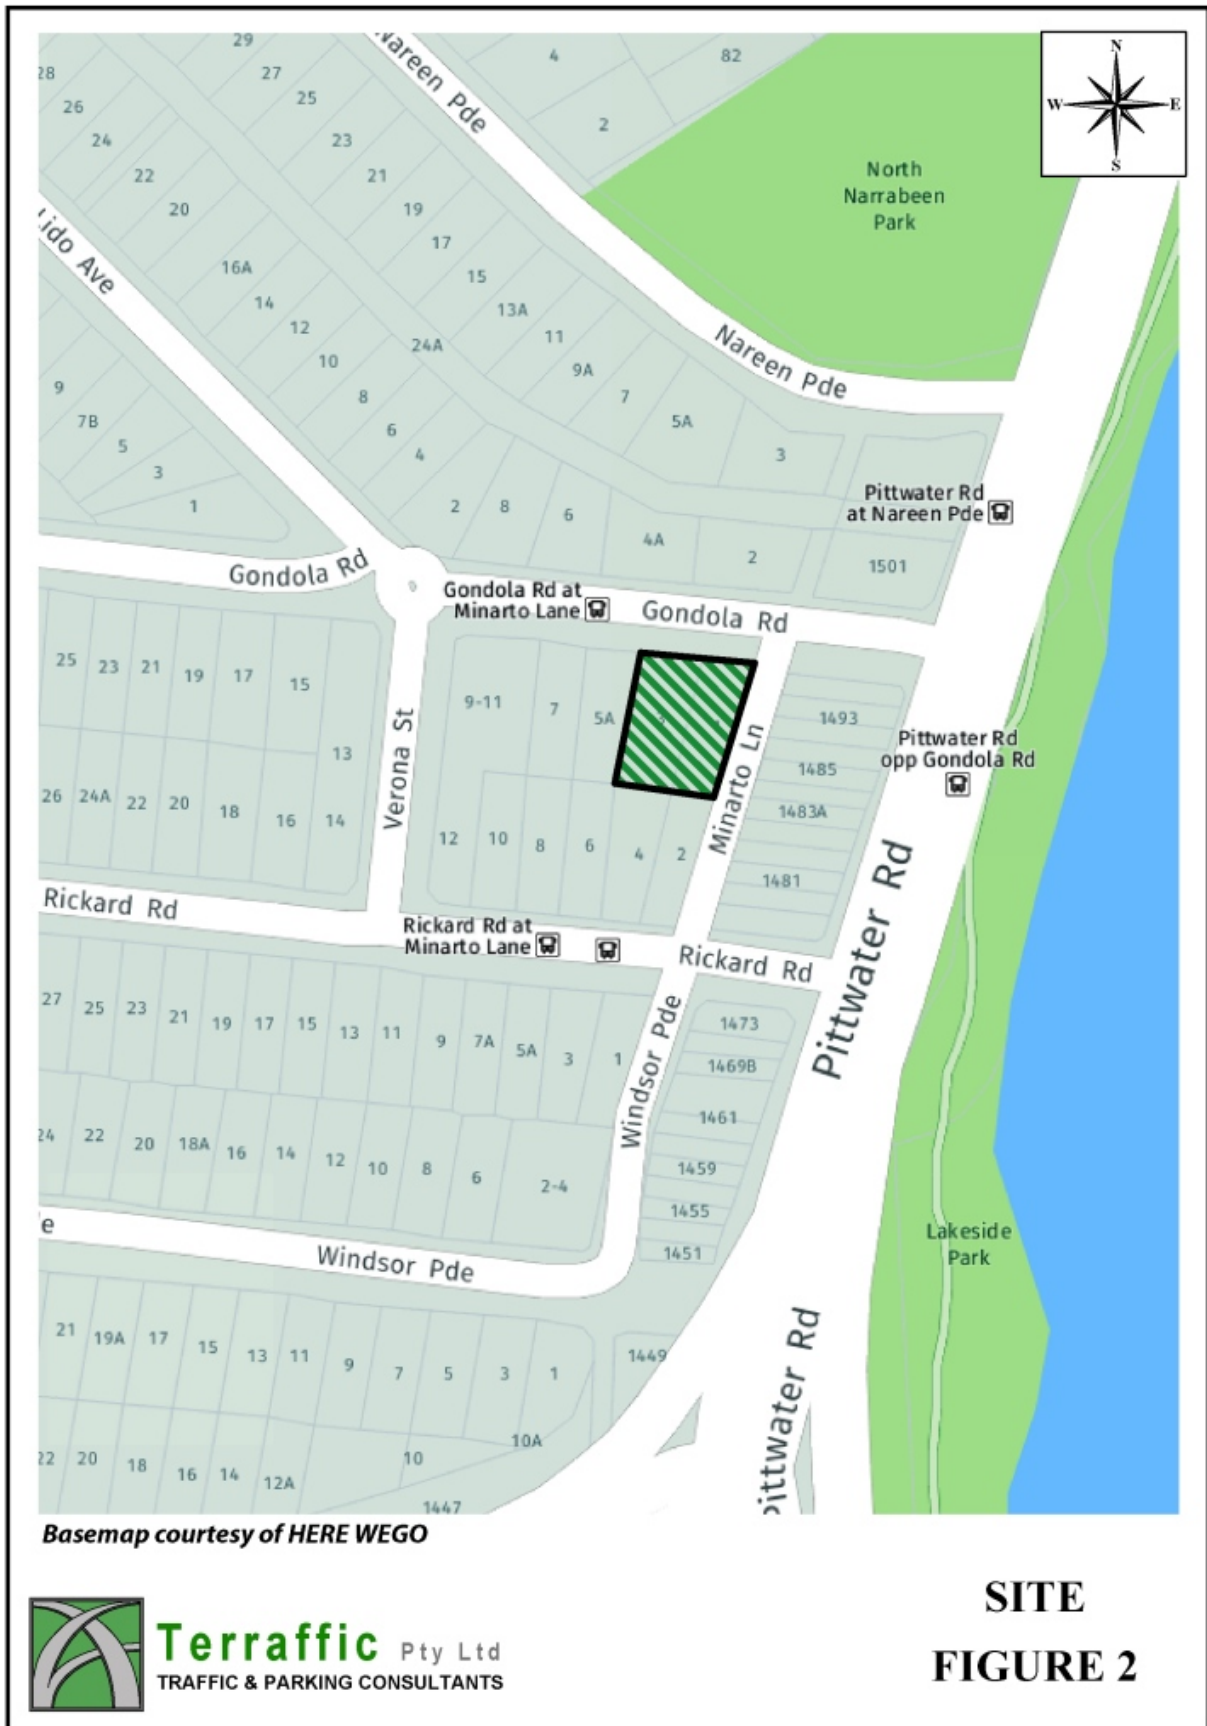 29
28
27
26
25
24
23
22
21
20
19
17
16A
15
14
13A
12
11
10
9A
24A
8
7
6
5A
4
3
4
82
2
Nareen Pde
N
W
E
S
North
Narrabeen
Park
Lido Ave
Nareen Pde
9
7B
5
3
1
2
8
6
4A
2
1501
Pittwater Rd
at Nareen Pde
Gondola Rd
Gondola Rd at
Minarto Lane
Gondola Rd
25
23
21
19
17
15
13
26
24A
22
20
18
16
14
Verona St
9-11
7
5A
3
12
10
8
6
4
2
Minarto Ln
1493
1485
1483A
1481
Pittwater Rd
opp Gondola Rd
Pittwater Rd
Rickard Rd
Rickard Rd at
Minarto Lane
Rickard Rd
27
25
23
21
19
17
15
13
11
9
7A
5A
3
1
Windsor Pde
1473
1469B
1461
1459
1455
1451
24
22
20
18A
16
14
12
10
8
6
2-4
Lakeside
Park
Windsor Pde
21
19A
17
15
13
11
9
7
5
3
1
1449
Pittwater Rd
22
20
18
16
14
12A
10
10A
1447
Basemap courtesy of HERE WEGO
Terraffic Pty Ltd
TRAFFIC & PARKING CONSULTANTS
SITE
FIGURE 2